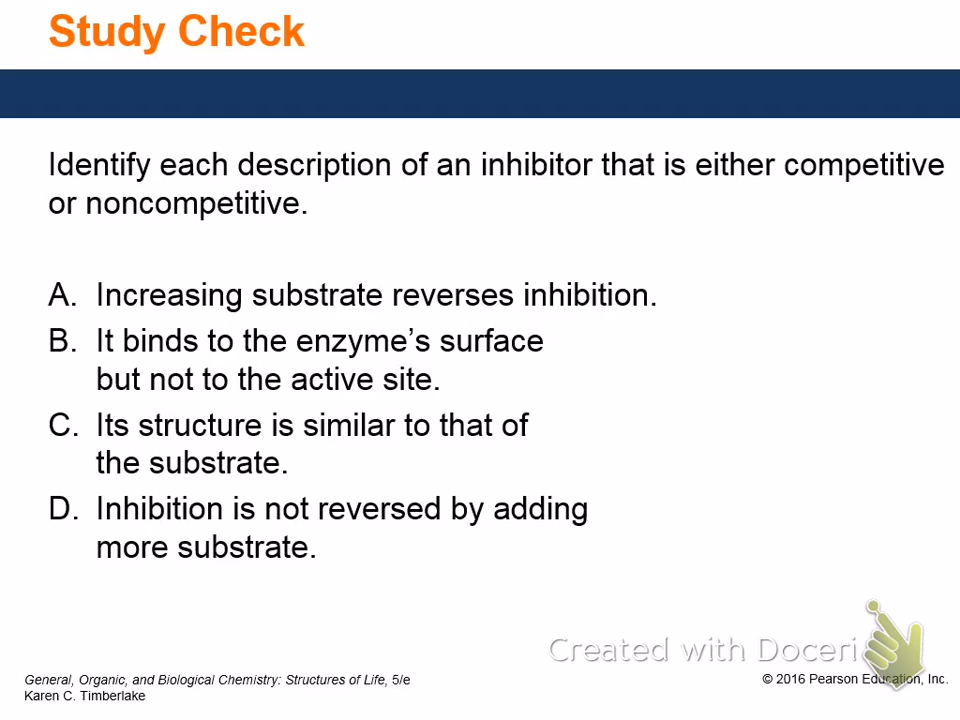 Study Check
Identify each description of an inhibitor that is either competitive
or noncompetitive.
A. Increasing substrate reverses inhibition.
B. It binds to the enzyme’s surface
but not to the active site.
C. Its structure is similar to that of
the substrate.
D. Inhibition is not reversed by adding
more substrate.
Created with Doceri
General, Organic, and Biological Chemistry: Structures of Life, 5/e
Karen C. Timberlake
© 2016 Pearson Education, Inc.